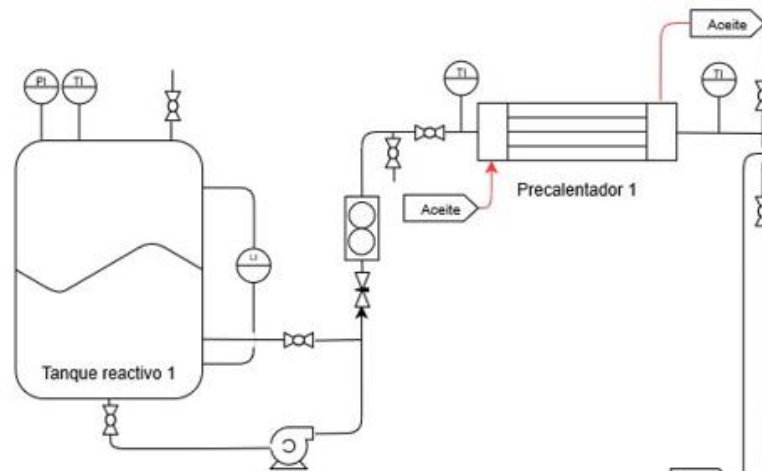 Aceite
PI
TI
TI
TI
Precalentador 1
Aceite
LI
Tanque reactivo 1